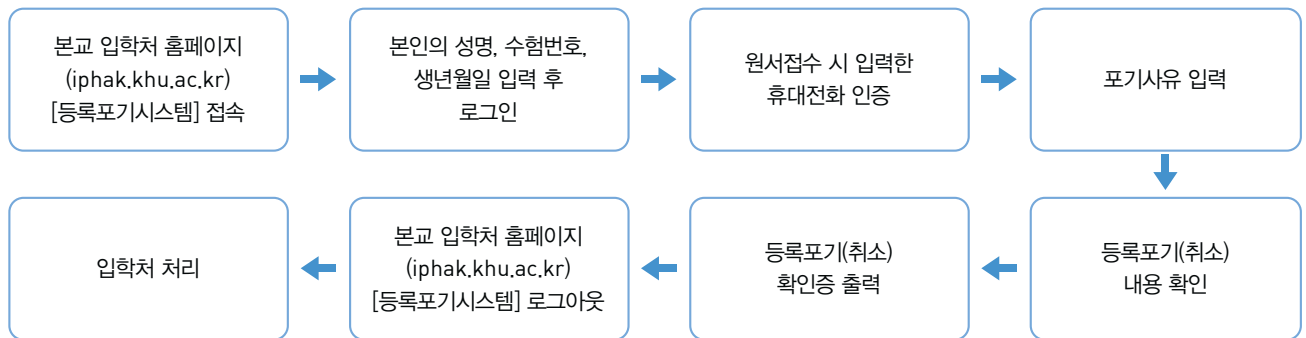 본교 입학처 홈페이지
(iphak.khu.ac.kr)
[등록포기시스템] 접속
본인의 성명, 수험번호,
생년월일 입력 후
로그인
원서접수 시 입력한
휴대전화 인증
포기사유 입력
등록포기(취소)
내용 확인
등록포기(취소)
확인증 출력
본교 입학처 홈페이지
(iphak.khu.ac.kr)
[등록포기시스템] 로그아웃
입학처 처리